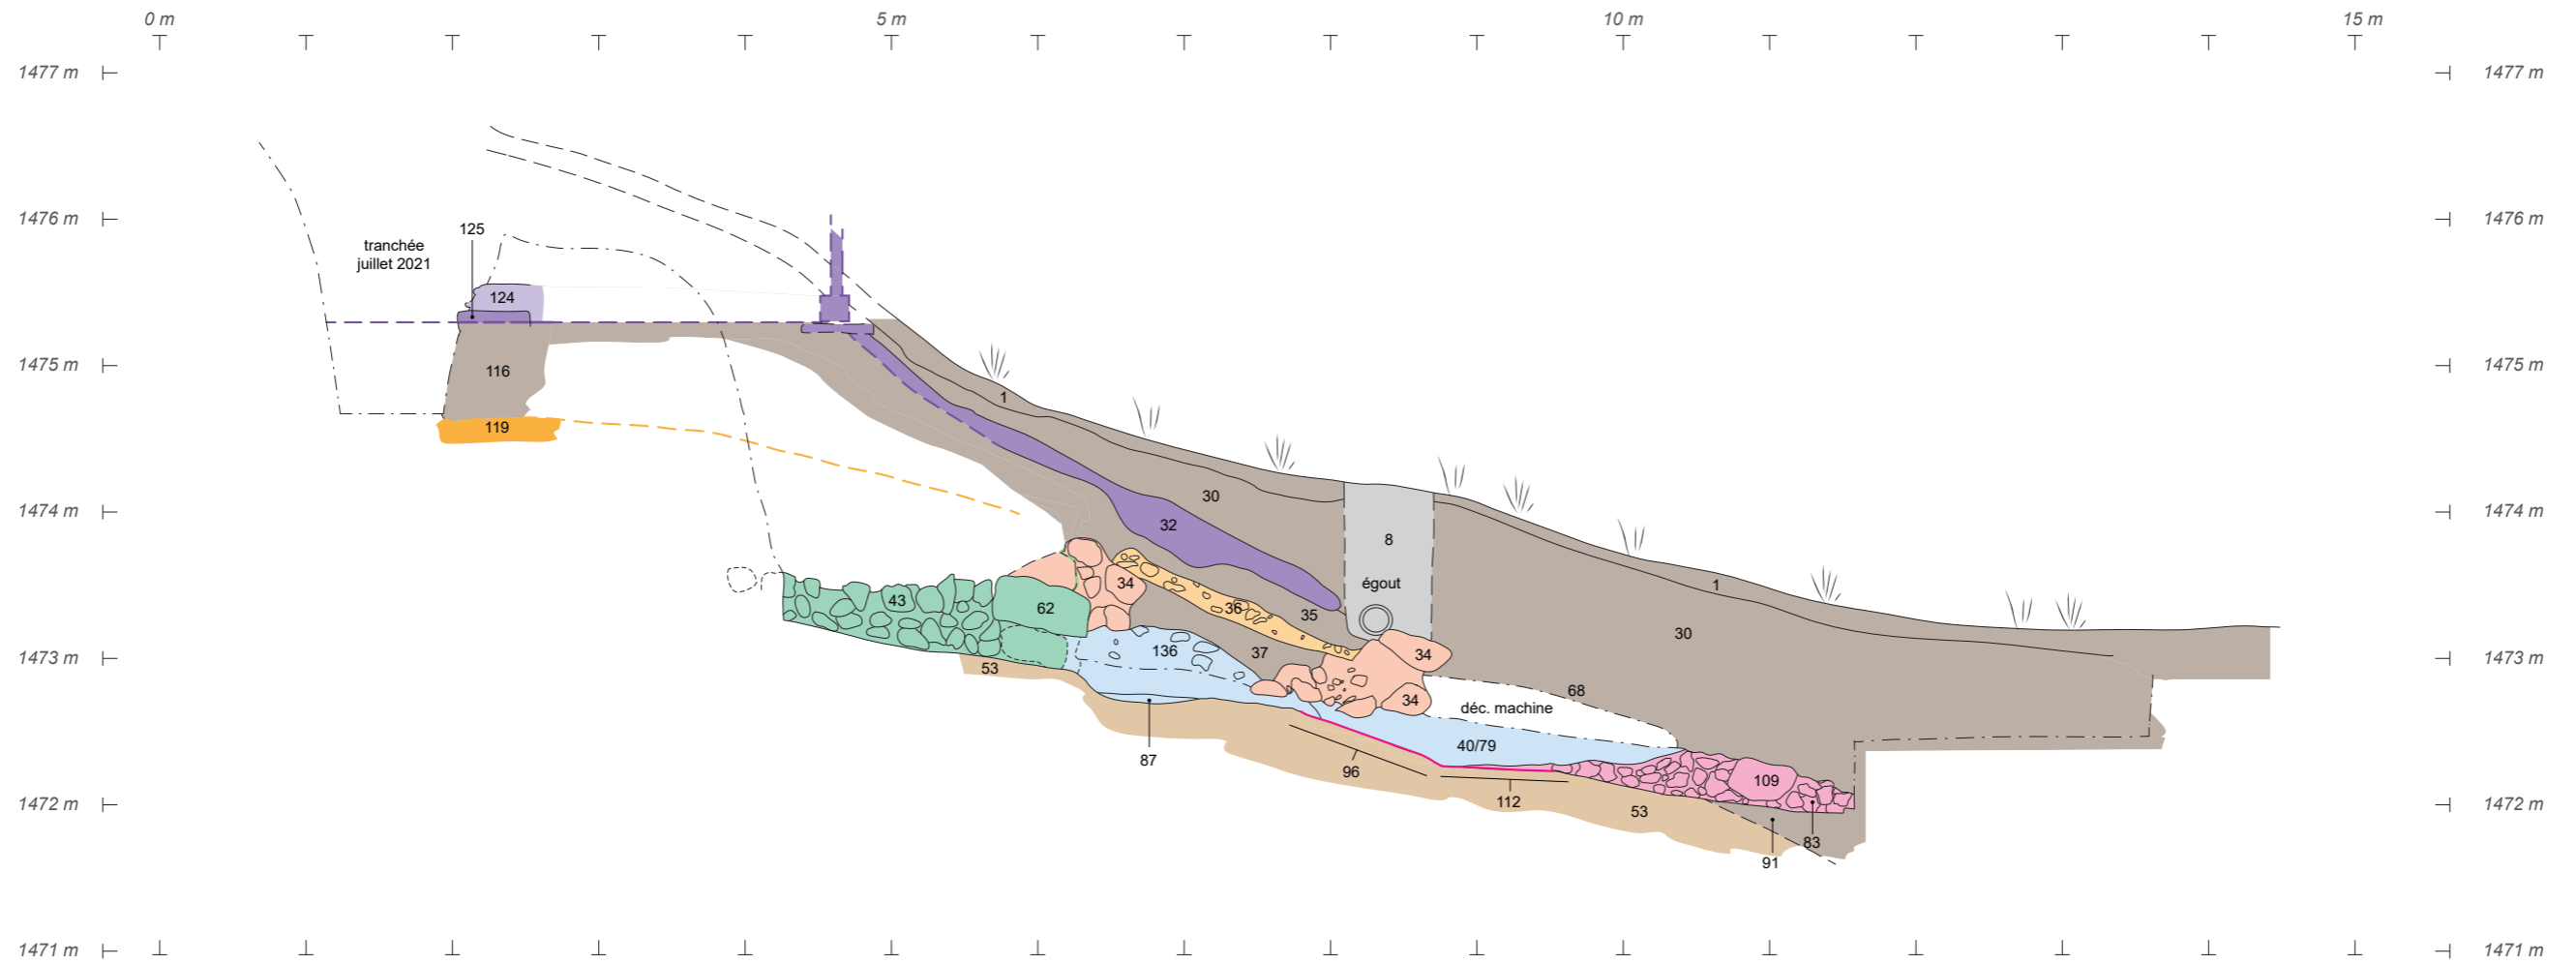 0 m 5 m 10 m 15 m
1477 m 1477 m
1476 m 1476 m
125
tranchée
juillet 2021
124
1475 m 1475 m
116
1
119
30
1474 m 1474 m
32
8
égout
1
34
43
62
36
35
30
136
37
34
1473 m 1473 m
53
68
34
déc. machine
40/79
87
96
109
112
1472 m 1472 m
53
83
91
1471 m 1471 m